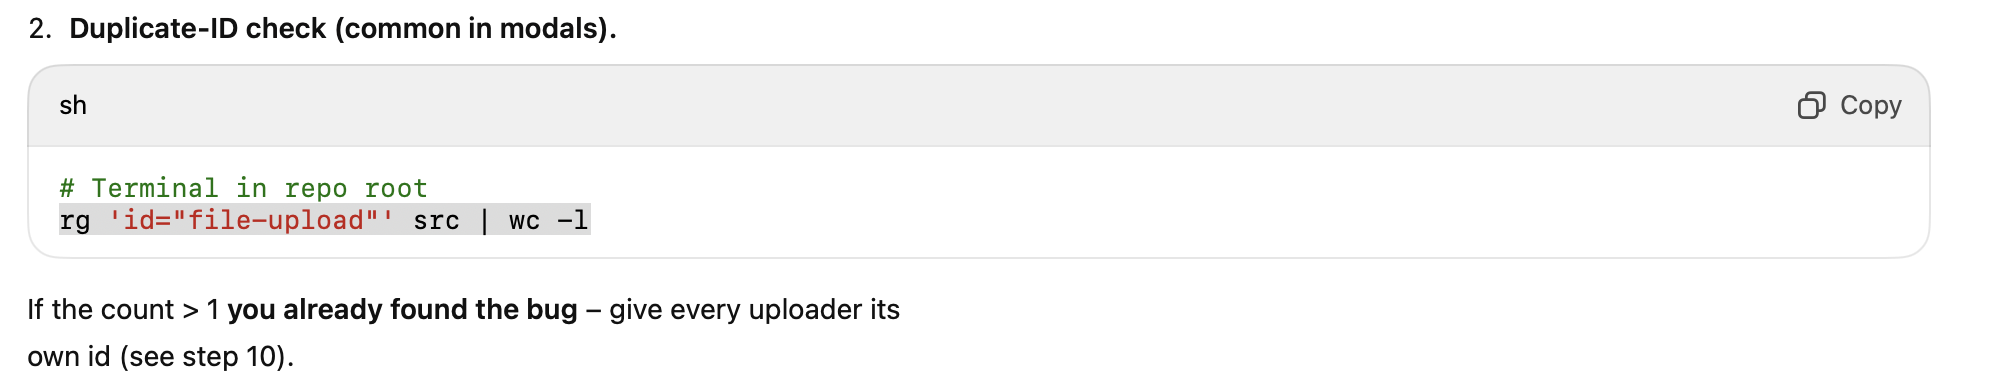 2. Duplicate-ID check (common in modals).
sh
Copy
# Terminal in repo root
rg 'id="file-upload"' src | wc -l
If the count > 1 you already found the bug – give every uploader its
own id (see step 10).